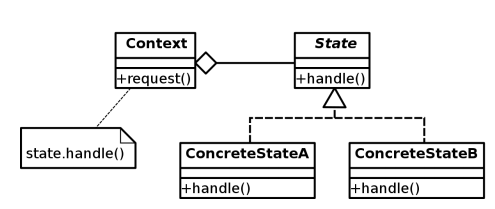 Context
State
+request()
+handle()
state.handle()
ConcreteStateA
ConcreteStateB
+handle()
+handle()